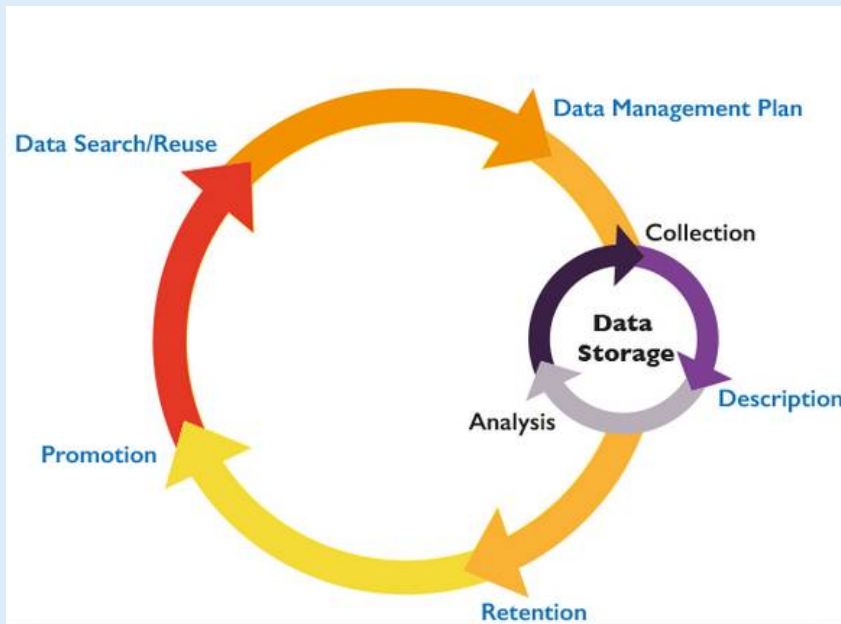 Data Management Plan
Data Search/Reuse
Collection
Data
Storage
Description
Analysis
Promotion
Retention